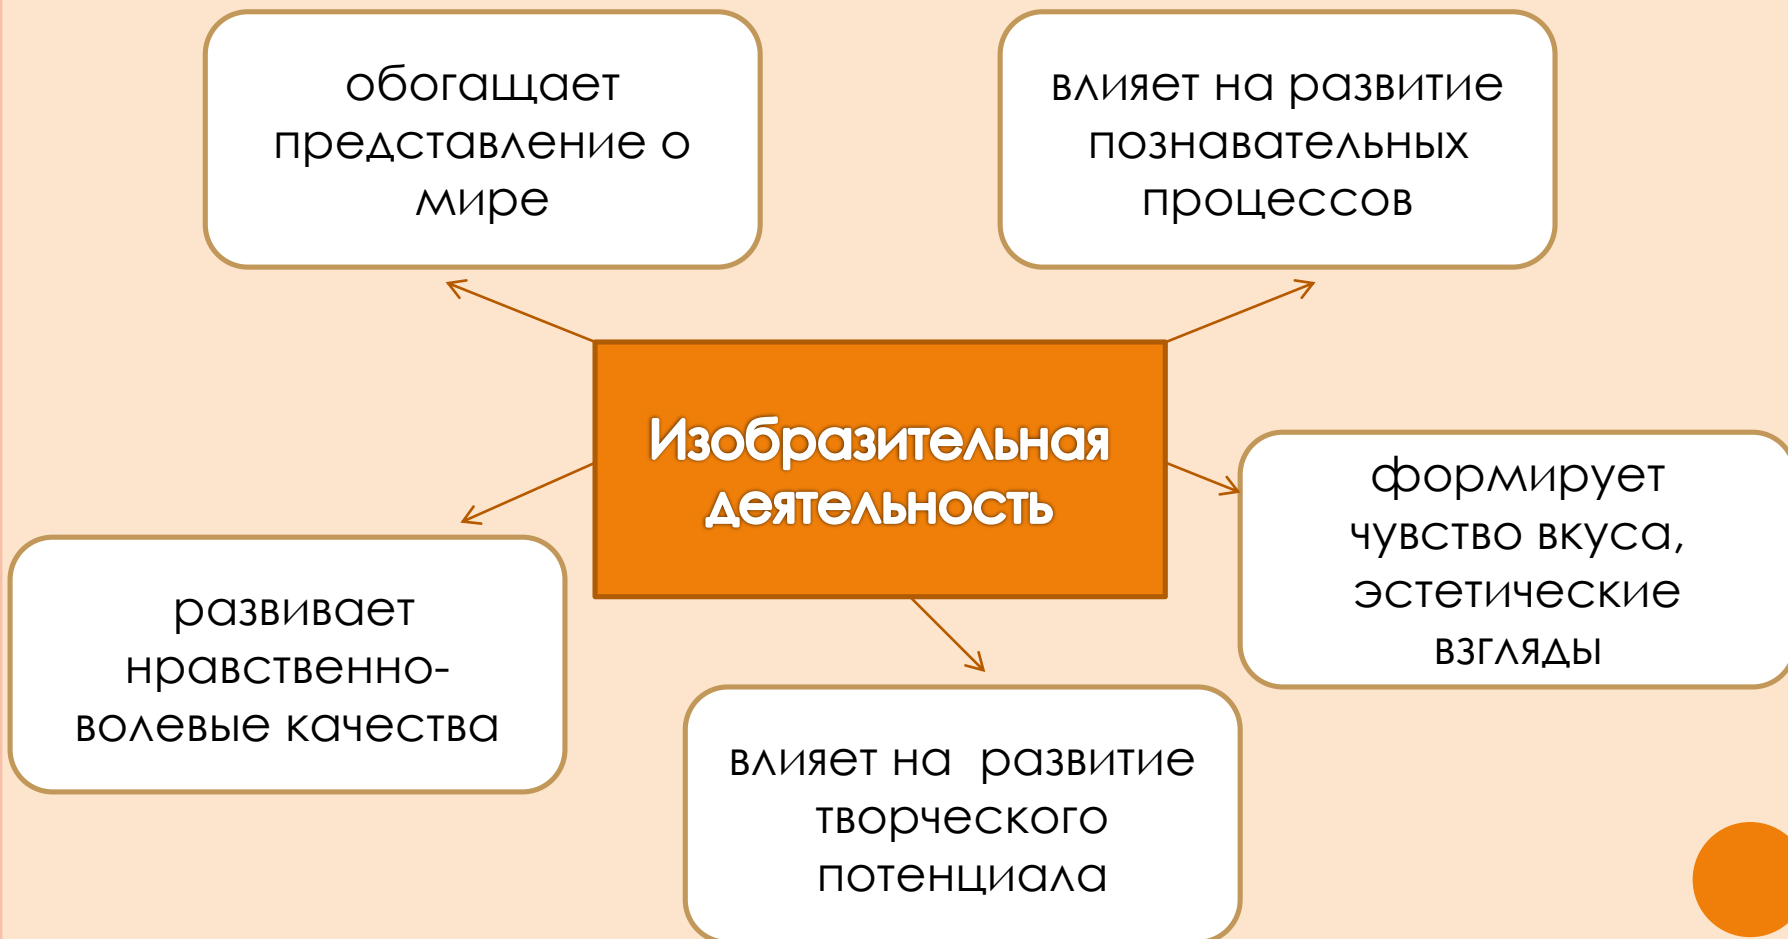 обогащает
представление о
мире
влияет на развитие
познавательных
процессов
Изобразительная
деятельность
формирует
чувство вкуса,
эстетические
взгляды
развивает
нравственно-
волевые качества
влияет на  развитие
творческого
потенциала